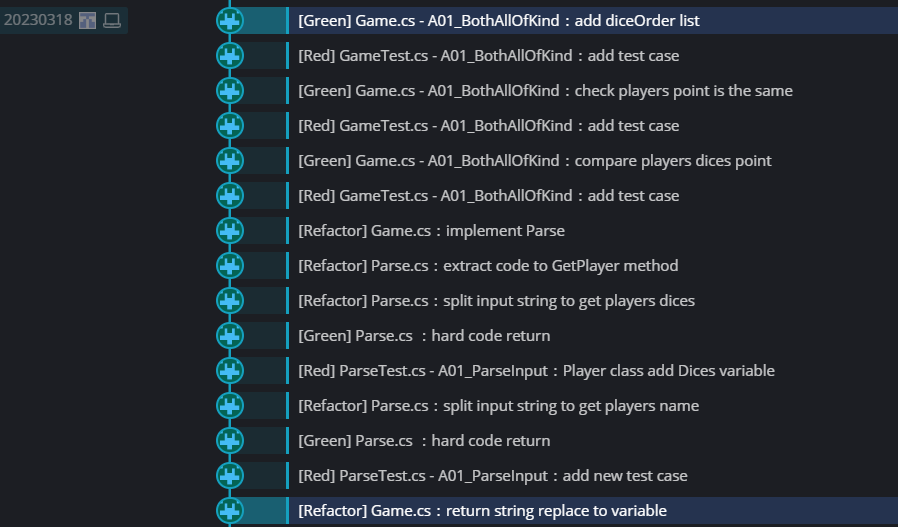 20230318
[Green] Game.cs - A01_BothAllOfKind：add diceOrder list
[Red] GameTest.cs - A01_BothAllOfKind：add test case
[Green] Game.cs - A01_BothAllOfKind：check players point is the same
[Red] GameTest.cs - A01_BothAllOfKind：add test case
[Green] Game.cs - A01_BothAllOfKind：compare players dices point
[Red] GameTest.cs - A01_BothAllOfKind：add test case
[Refactor] Game.cs：implement Parse
[Refactor] Parse.cs：extract code to GetPlayer method
[Refactor] Parse.cs：split input string to get players dices
[Green] Parse.cs ：hard code return
[Red] ParseTest.cs - A01_ParseInput：Player class add Dices variable
[Refactor] Parse.cs：split input string to get players name
[Green] Parse.cs ：hard code return
[Red] ParseTest.cs - A01_ParseInput：add new test case
[Refactor] Game.cs：return string replace to variable